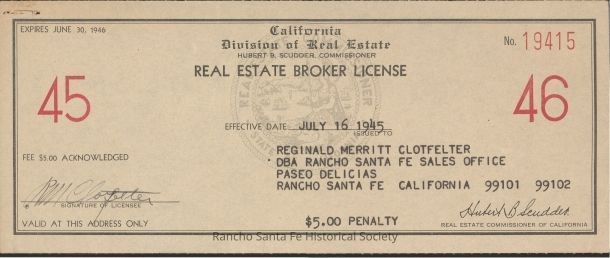 EXPIRES JUNE 30, 1946
California
Division of Real Estate
HUBERT B. SCUDDER, COMMISSIONER
No. 19415
REAL ESTATE BROKER LICENSE
45
46
EFFECTIVE DATE JULY 16 1945
ISSUED TO
REGINALD MERRITT CLOTFELTER
DBA RANCHO SANTA FE SALES OFFICE
PASEO DELICIAS
RANCHO SANTA FE CALIFORNIA 99101 99102
FEE $5.00 ACKNOWLEDGED
RM Clotfelter
SIGNATURE OF LICENSEE
VALID AT THIS ADDRESS ONLY
$5.00 PENALTY
Hubert B Scudder
REAL ESTATE COMMISSIONER OF CALIFORNIA
Rancho Santa Fe Historical Society